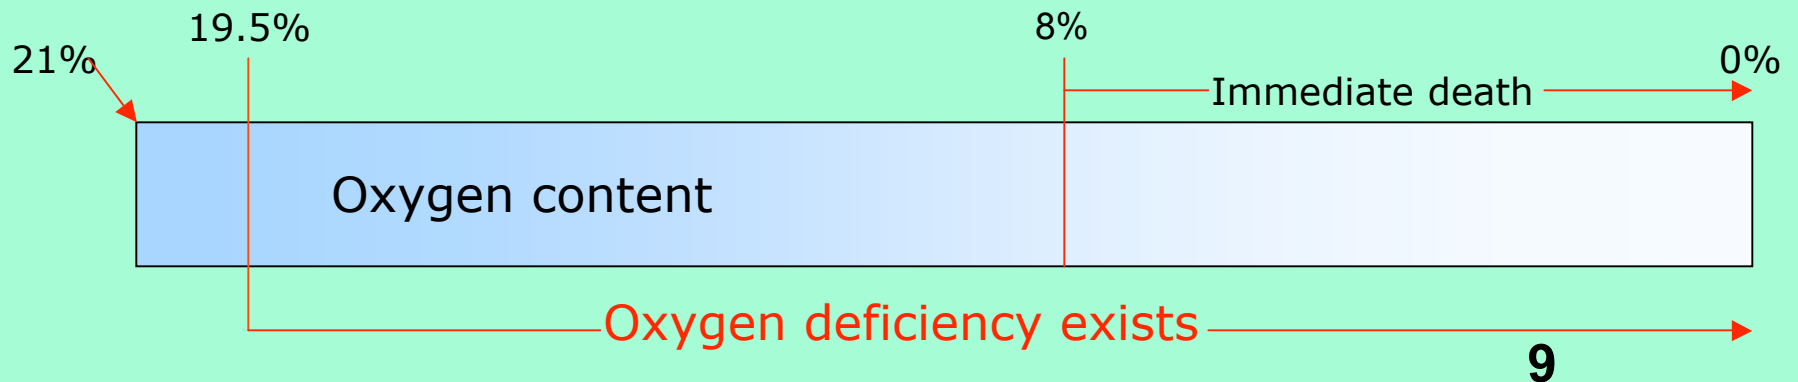 19.5%
8%
21%
0%
Immediate death
Oxygen content
Oxygen deficiency exists
9